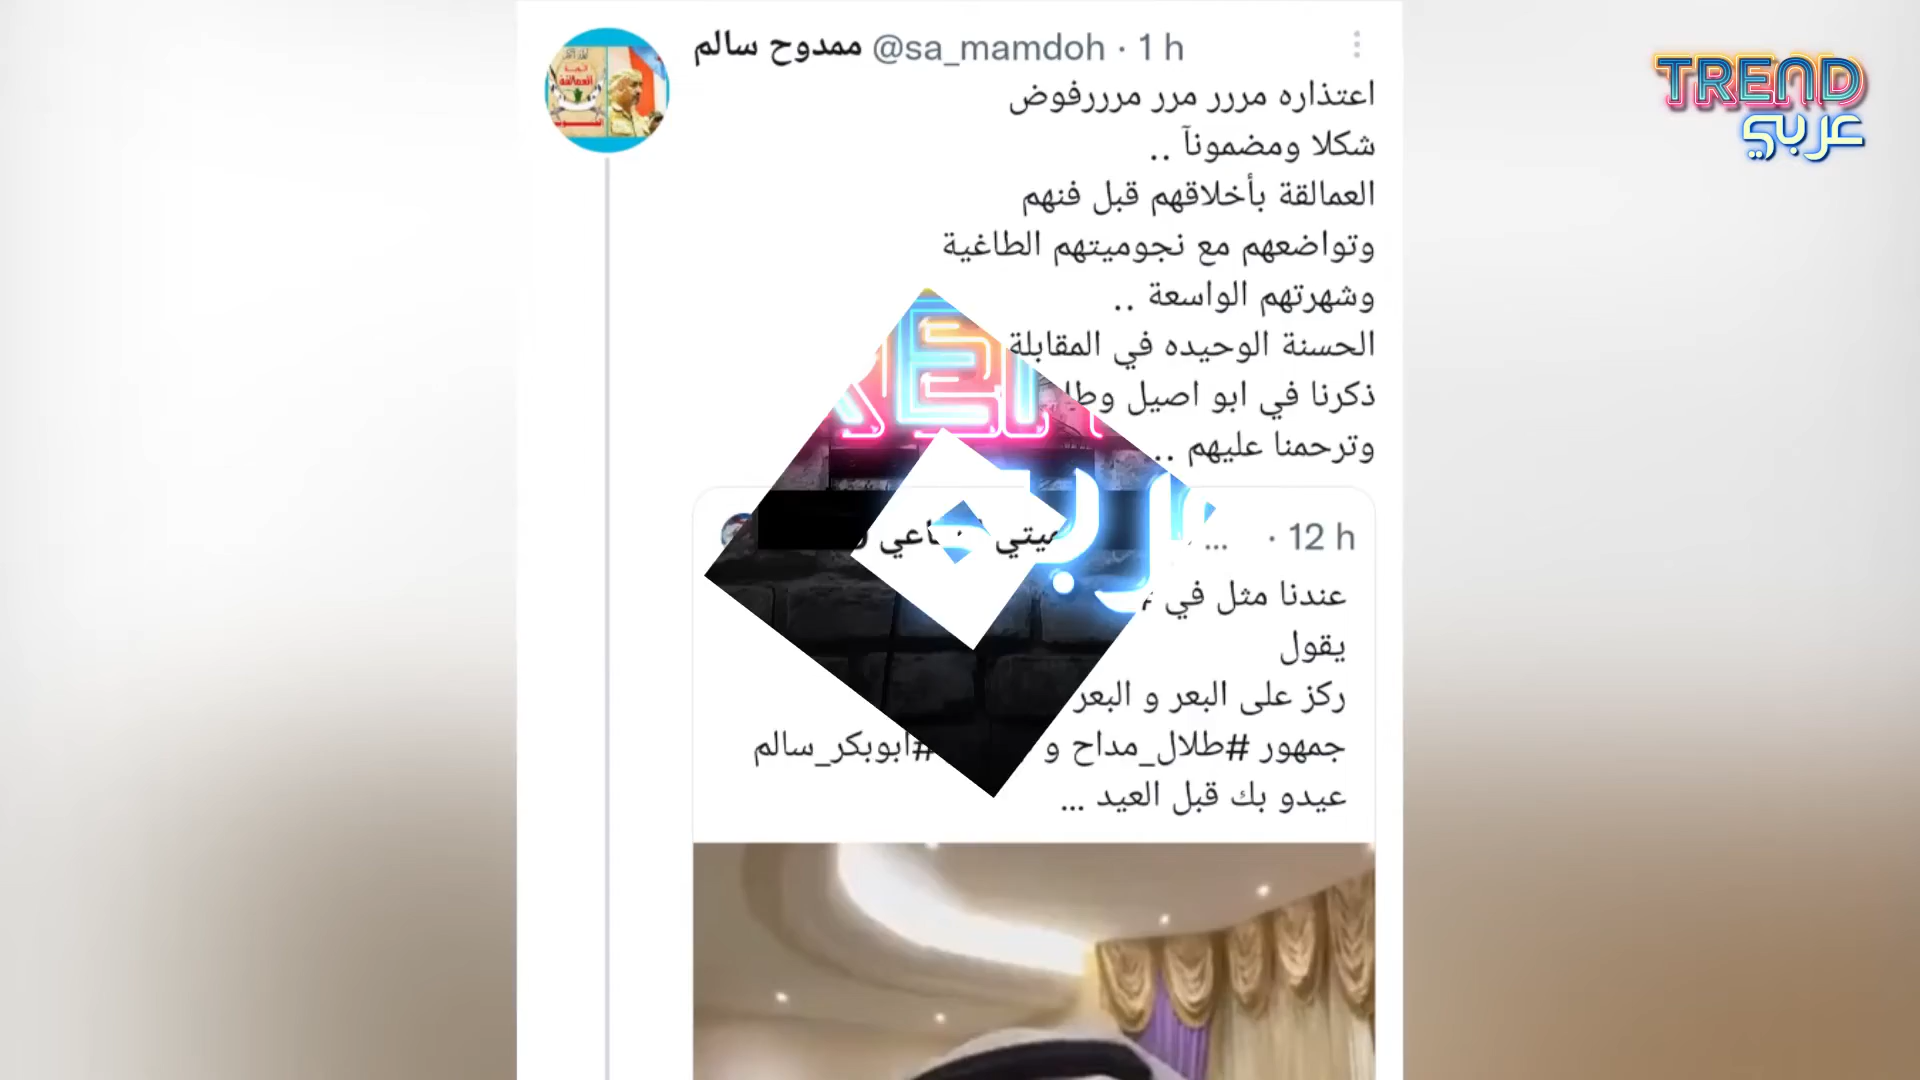 ممدوح سالم @sa_mamdoh · 1 h
TREND
عربي
اعتذاره مررر مرر مرررفوض
شكلا ومضمونآ ..
العمالقة بأخلاقهم قبل فنهم
وتواضعهم مع نجوميتهم الطاغية
وشهرتهم الواسعة ..
الحسنة الوحيده في المقابلة
ذكرنا في ابو اصيل
وترحمنا عليهم ..
... · 12 h
عندنا مثل في
يقول
ركز على البعر و البعر
جمهور #طلال_مداح و #ابوبكر_سالم
عيدو بك قبل العيد ...